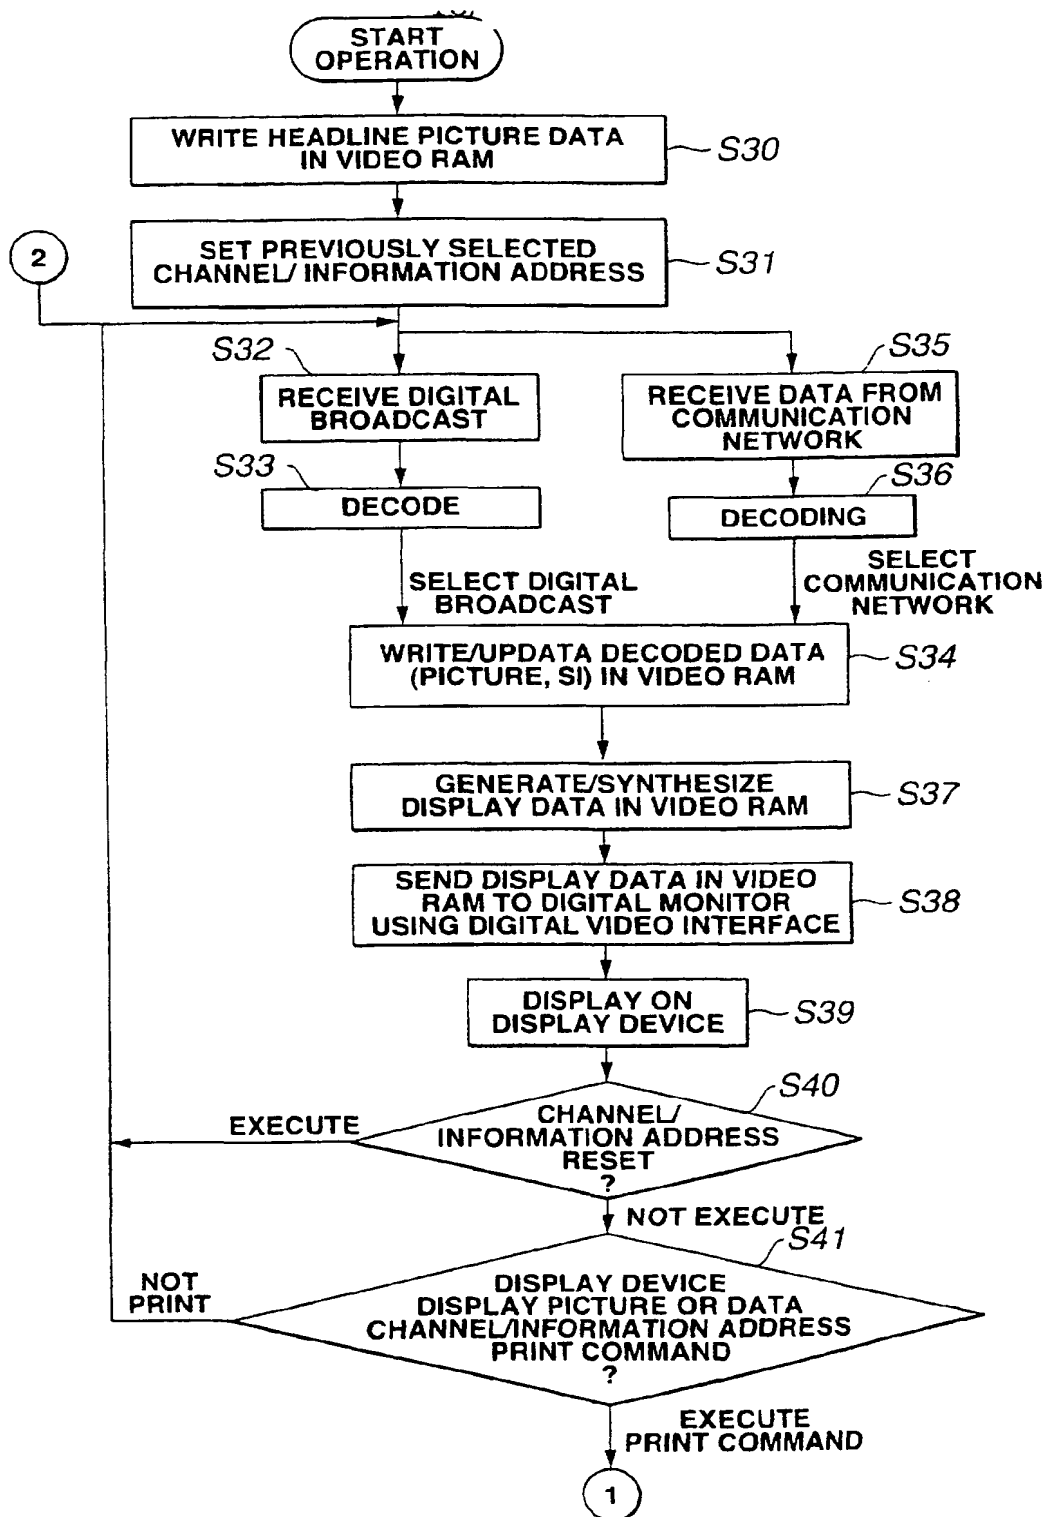 START
OPERATION
WRITE HEADLINE PICTURE DATA
IN VIDEO RAM
S30
SET PREVIOUSLY SELECTED
CHANNEL/ INFORMATION ADDRESS
S31
2
S32
RECEIVE DIGITAL
BROADCAST
S35
RECEIVE DATA FROM
COMMUNICATION
NETWORK
S33
DECODE
S36
DECODING
SELECT DIGITAL
BROADCAST
SELECT
COMMUNICATION
NETWORK
WRITE/UPDATA DECODED DATA
(PICTURE, SI) IN VIDEO RAM
S34
GENERATE/SYNTHESIZE
DISPLAY DATA IN VIDEO RAM
S37
SEND DISPLAY DATA IN VIDEO
RAM TO DIGITAL MONITOR
USING DIGITAL VIDEO INTERFACE
S38
DISPLAY ON
DISPLAY DEVICE
S39
S40
CHANNEL/
INFORMATION ADDRESS
RESET
?
EXECUTE
NOT EXECUTE
S41
DISPLAY DEVICE
DISPLAY PICTURE OR DATA
CHANNEL/INFORMATION ADDRESS
PRINT COMMAND
?
NOT
PRINT
EXECUTE
PRINT COMMAND
1